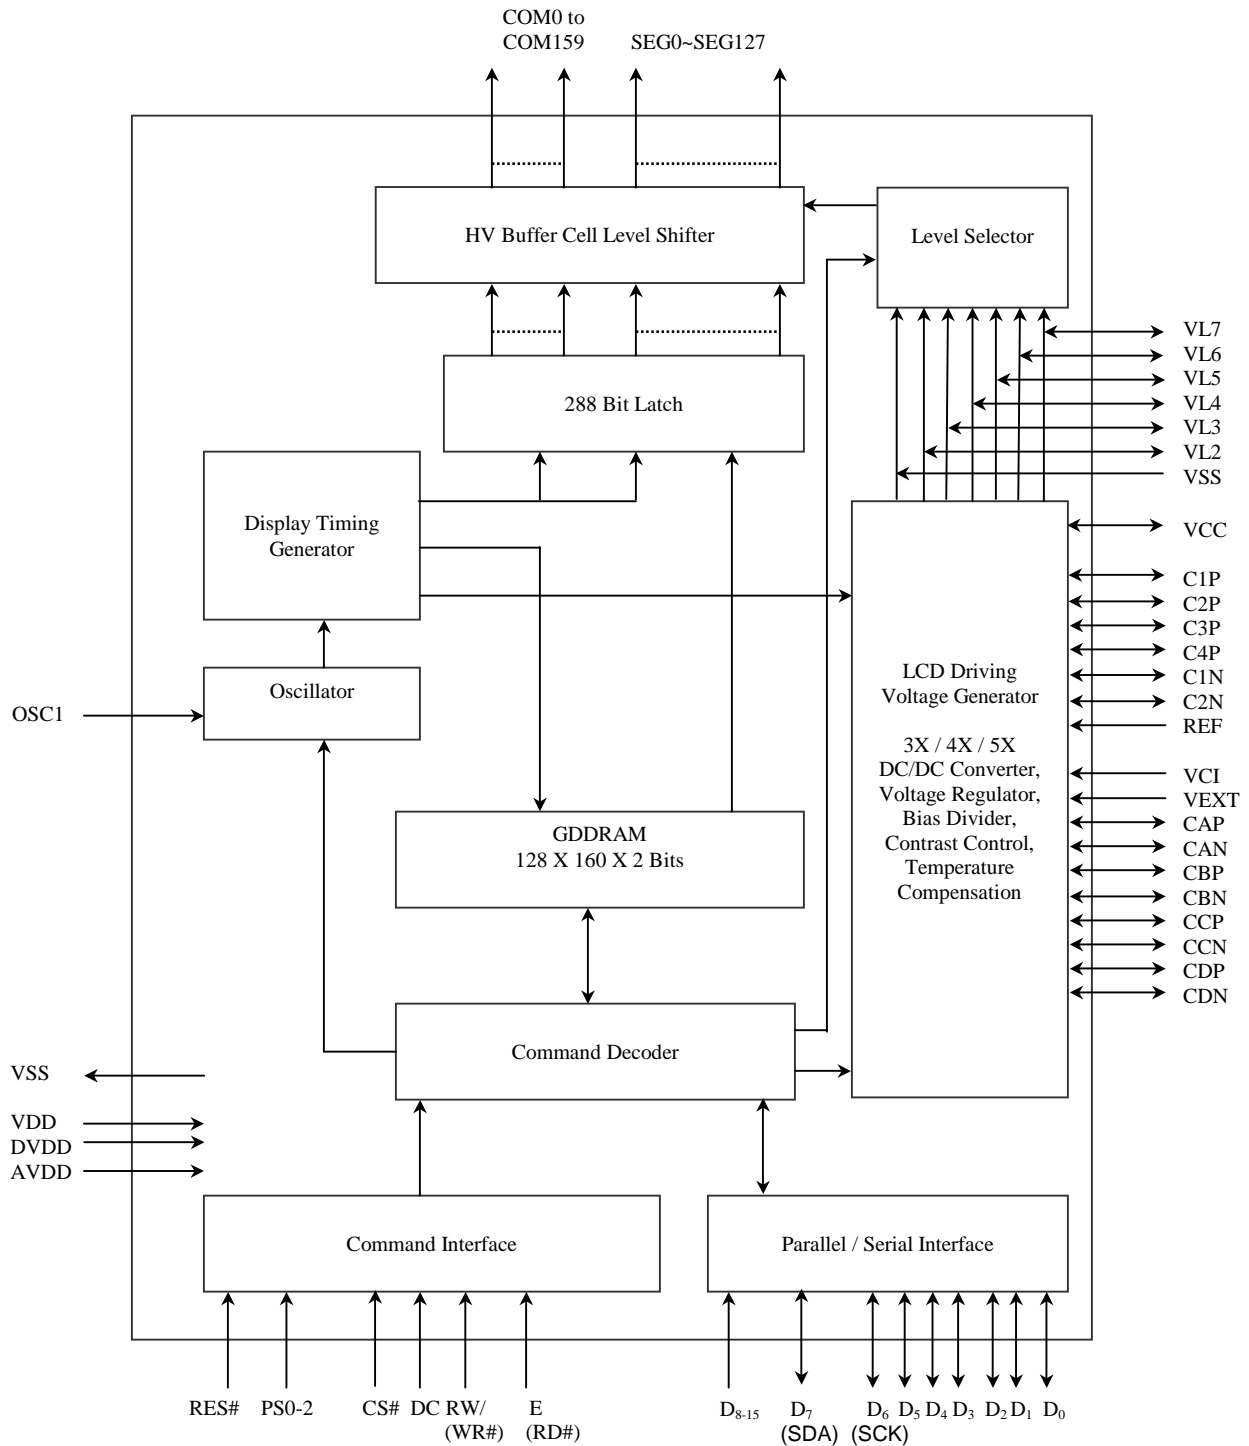 COM0 to
COM159
SEG0~SEG127
HV Buffer Cell Level Shifter
Level Selector
VL7
VL6
VL5
VL4
VL3
VL2
VSS
288 Bit Latch
Display Timing
Generator
VCC
C1P
C2P
C3P
C4P
C1N
C2N
REF
VCI
VEXT
CAP
CAN
CBP
CBN
CCP
CCN
CDP
CDN
LCD Driving
Voltage Generator
3X / 4X / 5X
DC/DC Converter,
Voltage Regulator,
Bias Divider,
Contrast Control,
Temperature
Compensation
Oscillator
OSC1
GDDRAM
128 X 160 X 2 Bits
Command Decoder
VSS
VDD
DVDD
AVDD
Command Interface
Parallel / Serial Interface
RES#
PS0-2
CS#
DC
RW/
(WR#)
E
(RD#)
D8-15
D7
(SDA)
D6
(SCK)
D5
D4
D3
D2
D1
D0